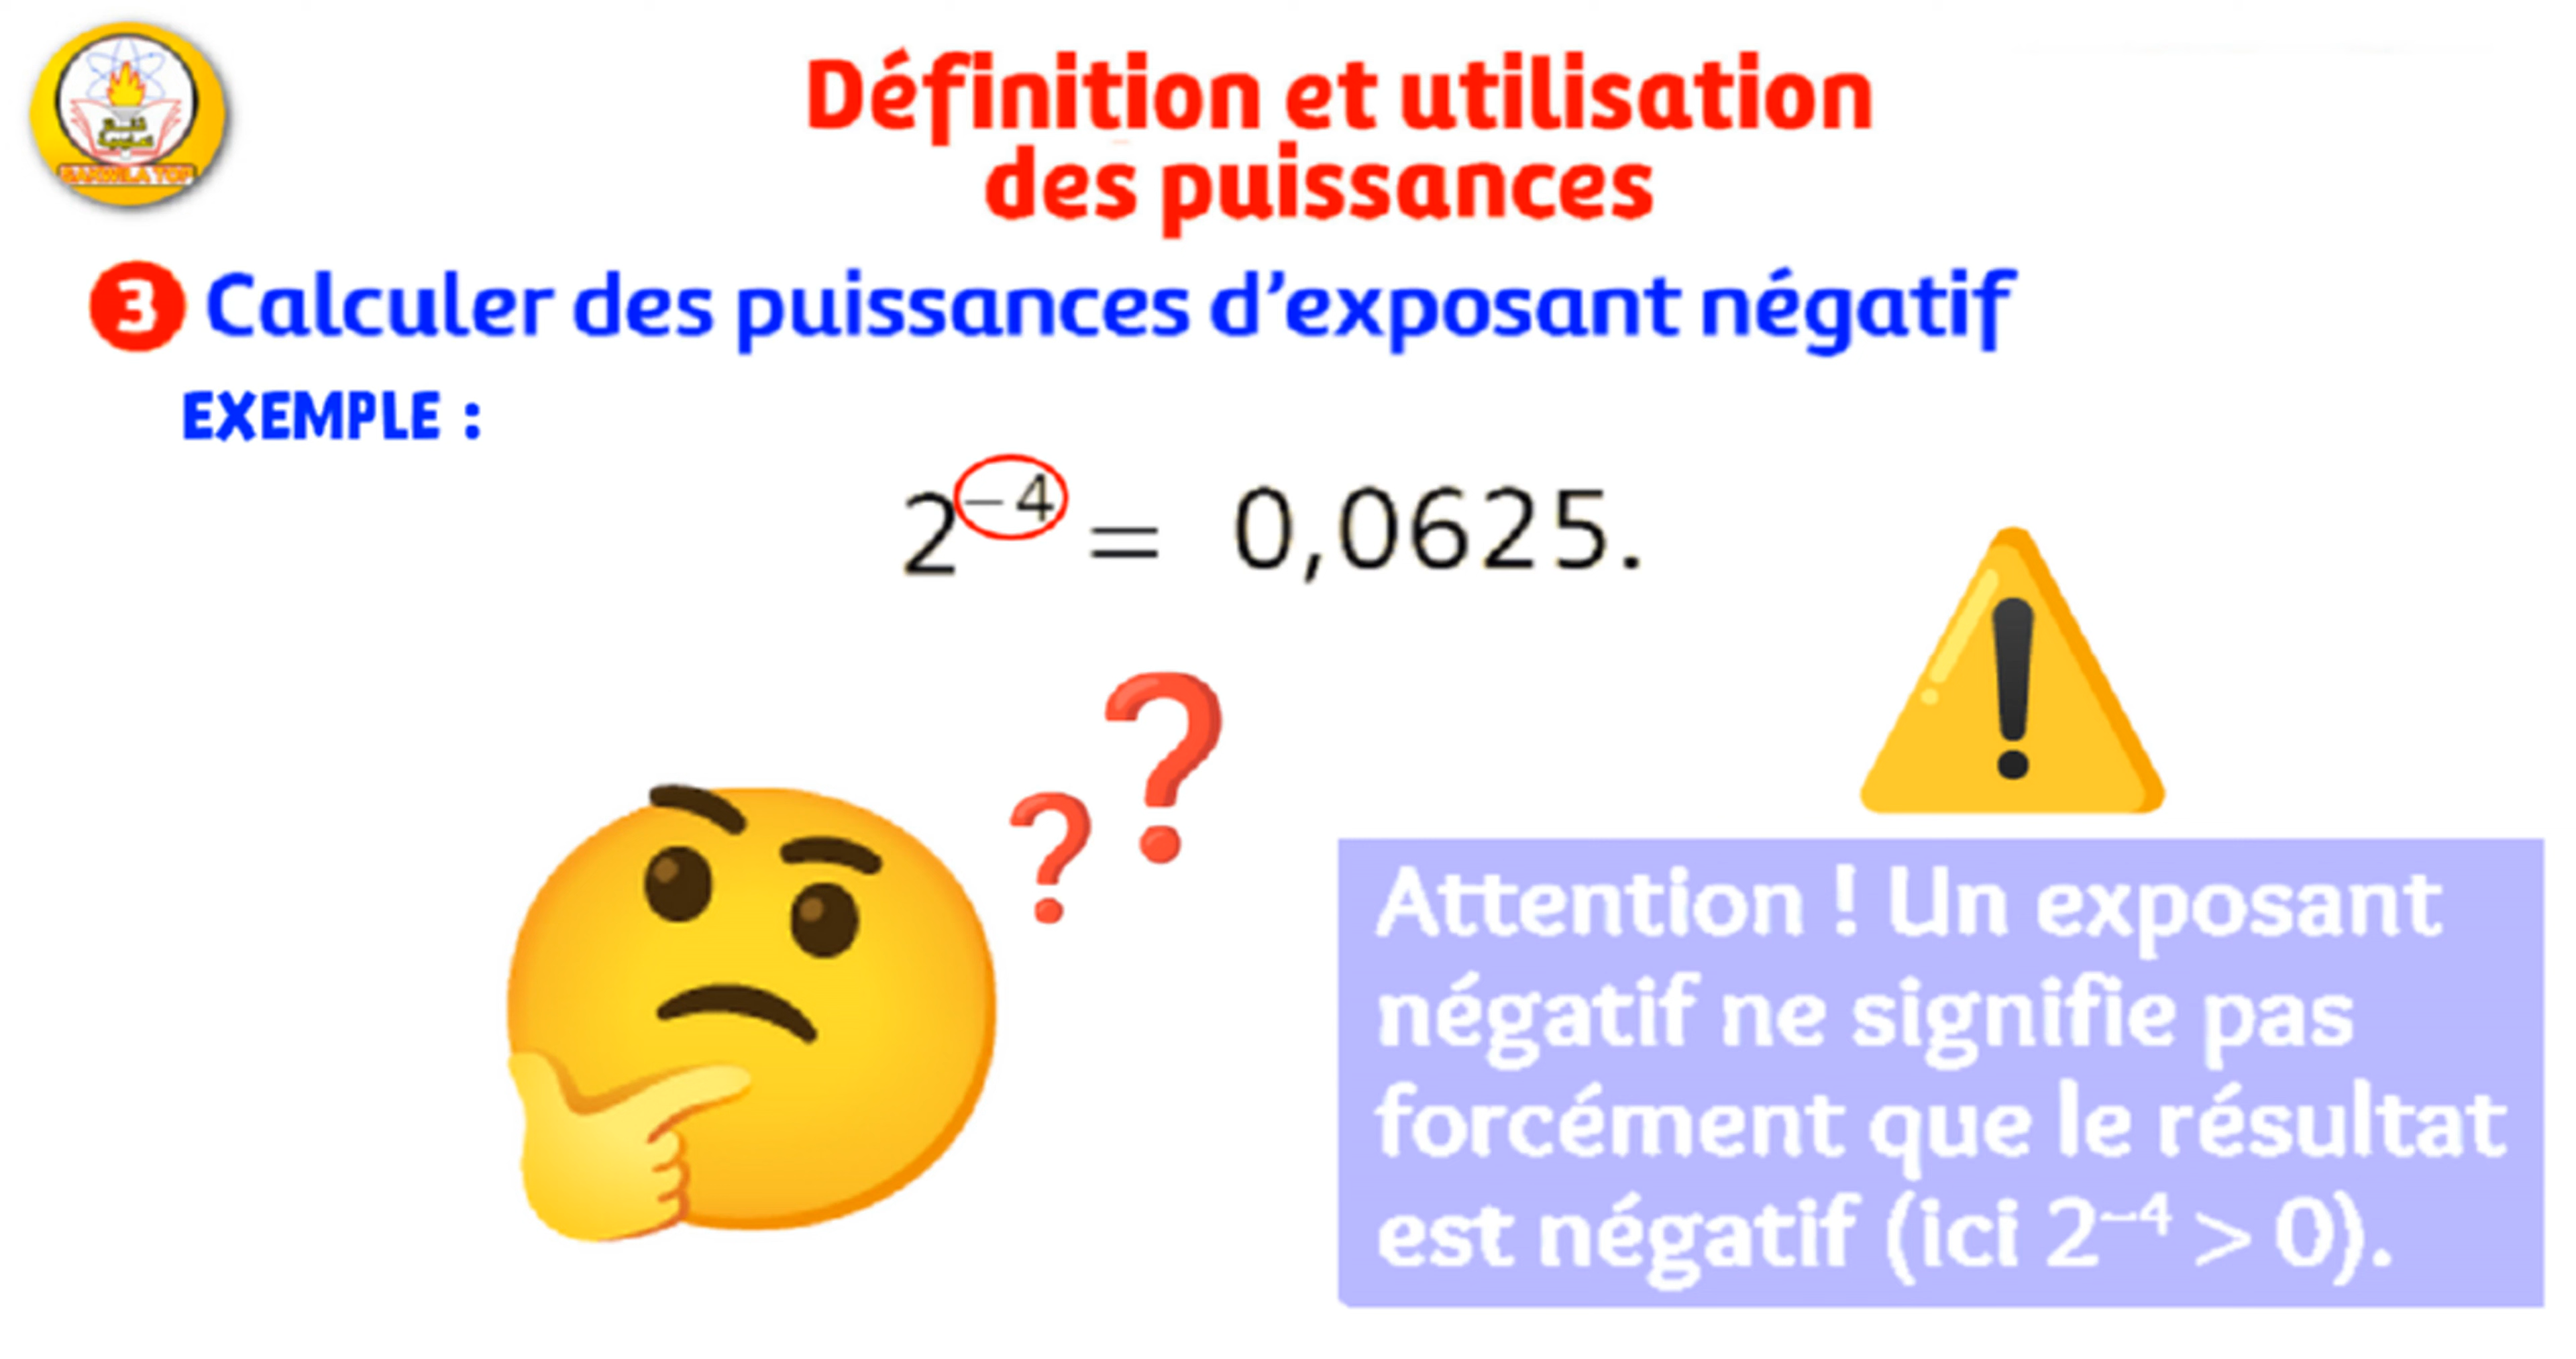 Définition et utilisation
des puissances
3 Calculer des puissances d’exposant négatif
EXEMPLE :
2⁻⁴ = 0,0625.
Attention ! Un exposant
négatif ne signifie pas
forcément que le résultat
est négatif (ici 2⁻⁴ > 0).